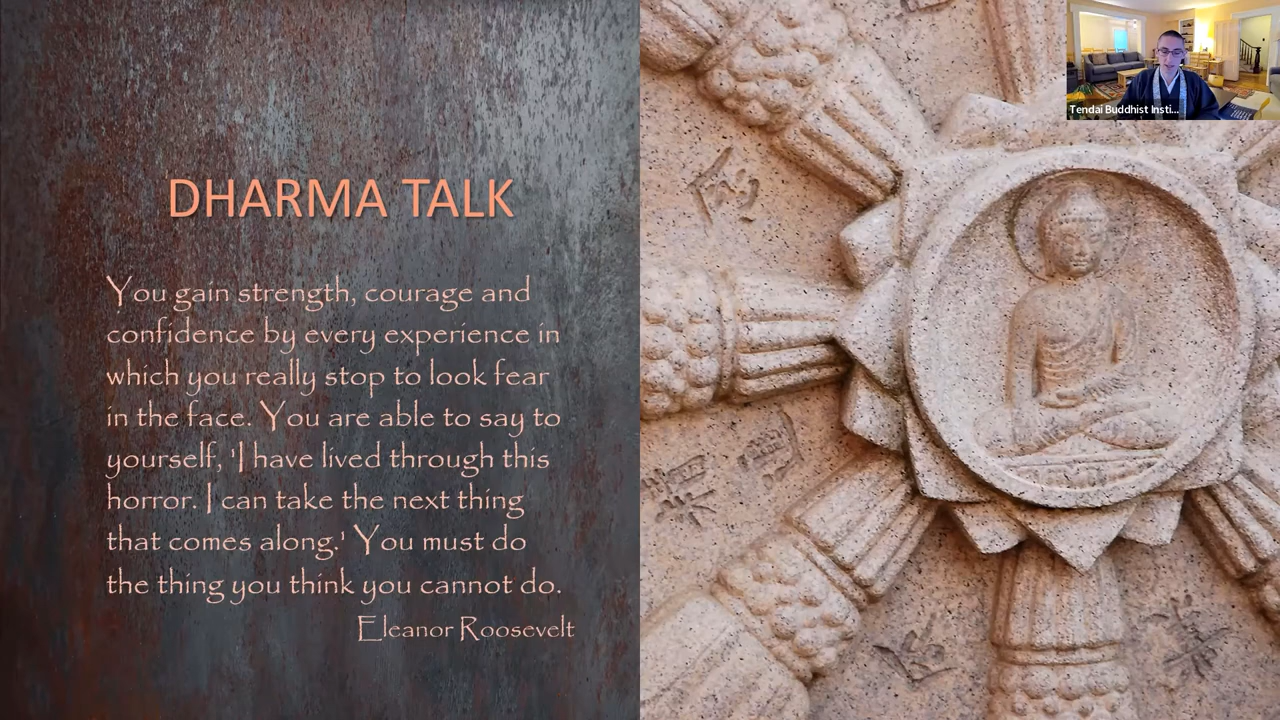 DHARMA TALK
You gain strength, courage and
confidence by every experience in
which you really stop to look fear
in the face. You are able to say to
yourself, 'I have lived through this
horror. I can take the next thing
that comes along.' You must do
the thing you think you cannot do.
Eleanor Roosevelt
Tendai Buddhist Insti...